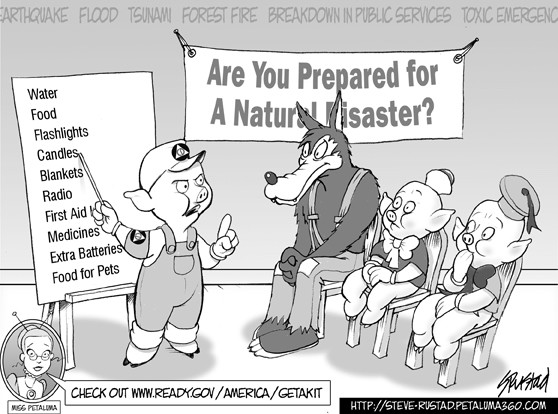 EARTHQUAKE FLOOD TSUNAMI FOREST FIRE BREAKDOWN IN PUBLIC SERVICES TOXIC EMERGENC
Are You Prepared for
A Natural Disaster?
Water
Food
Flashlights
Candles
Blankets
Radio
First Aid
Medicines
Extra Batteries
Food for Pets
MISS PETALUMA
CHECK OUT WWW.READY.GOV/AMERICA/GETAKIT
SRustad
HTTP://STEVE-RUSTAD.PETALUMA360.COM